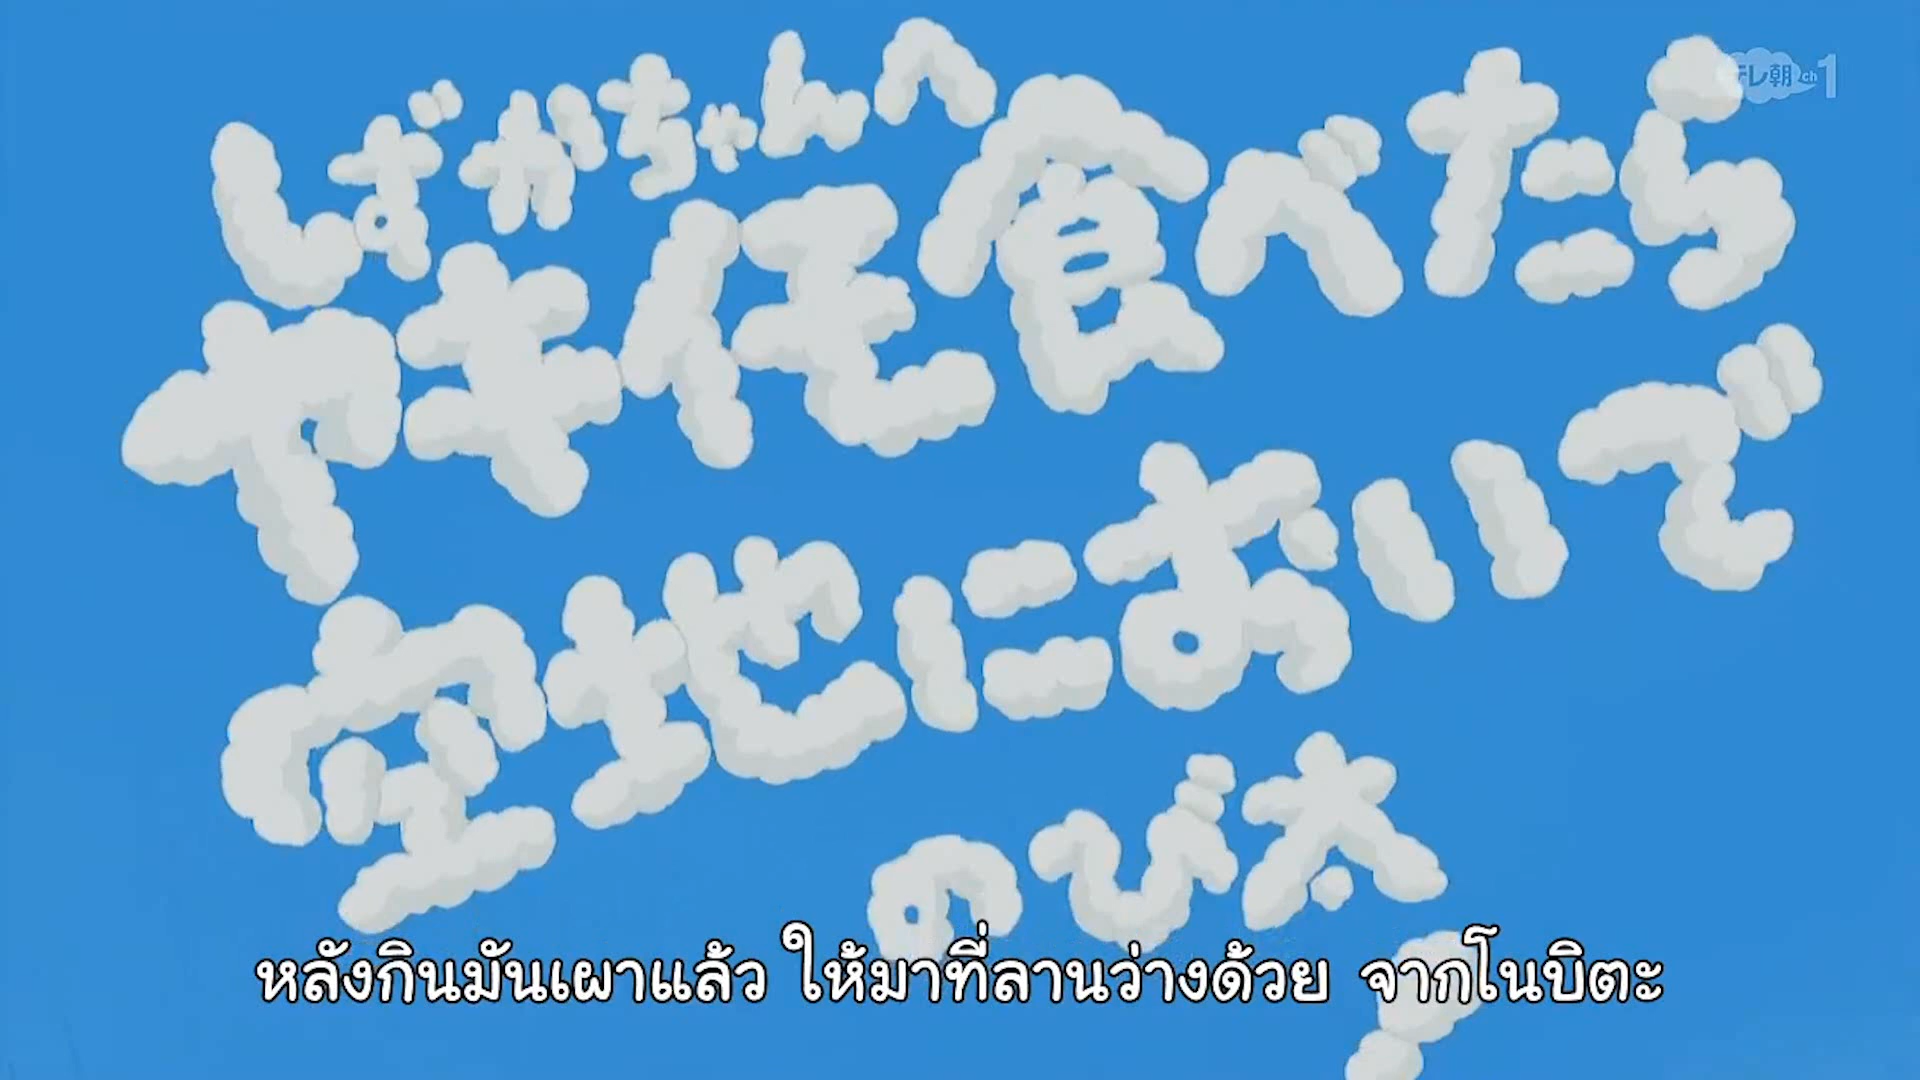 テレ朝ch1
しずかちゃんへ
ヤキイモ食べたら
空地においで
のび太
หลังกินมันเผาแล้ว ให้มาที่ลานว่างด้วย จากโนบิตะ